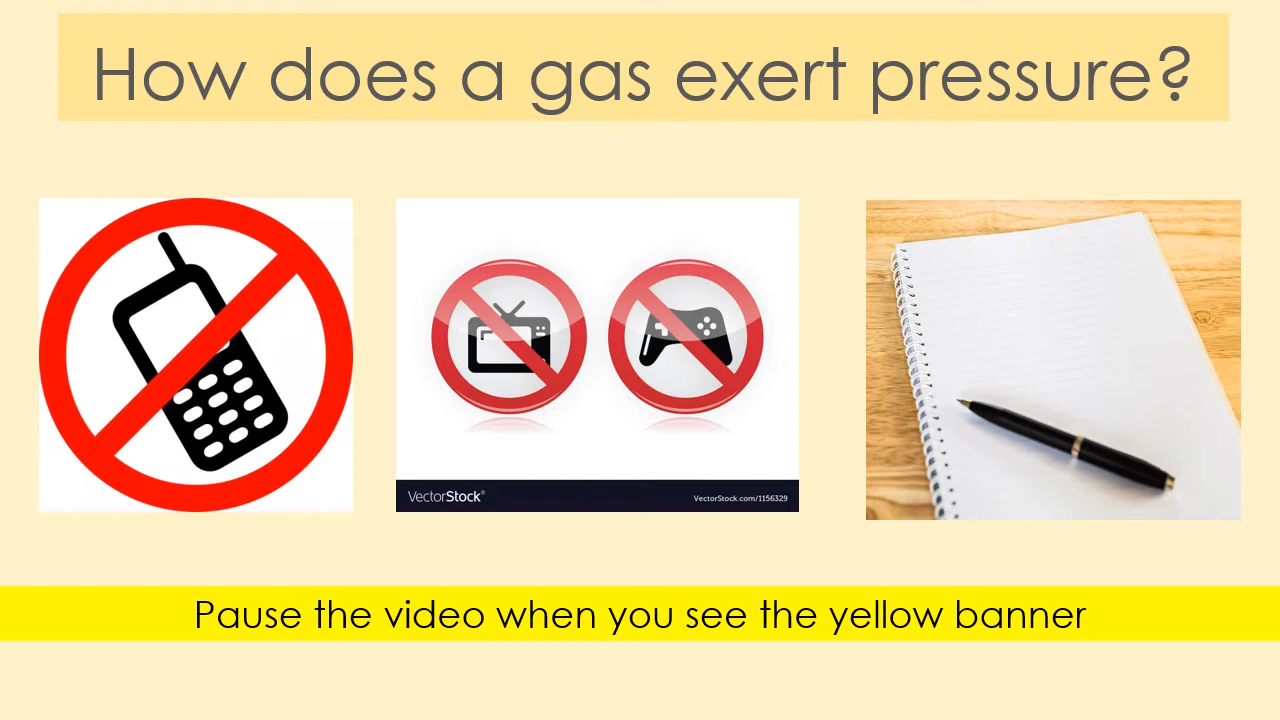 How does a gas exert pressure?
VectorStock®
VectorStock.com/1156329
Pause the video when you see the yellow banner